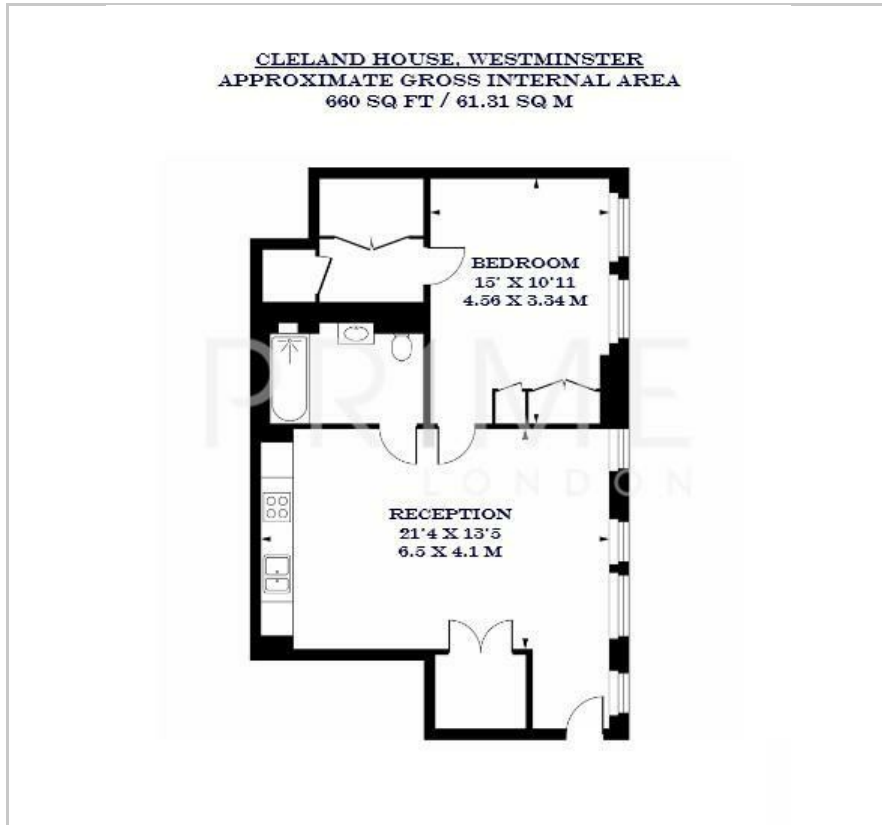 CLELAND HOUSE, WESTMINSTER
APPROXIMATE GROSS INTERNAL AREA
660 SQ FT / 61.31 SQ M
BEDROOM
15' X 10'11
4.56 X 3.34 M
PRIME
LONDON
RECEPTION
21'4 X 13'5
6.5 X 4.1 M